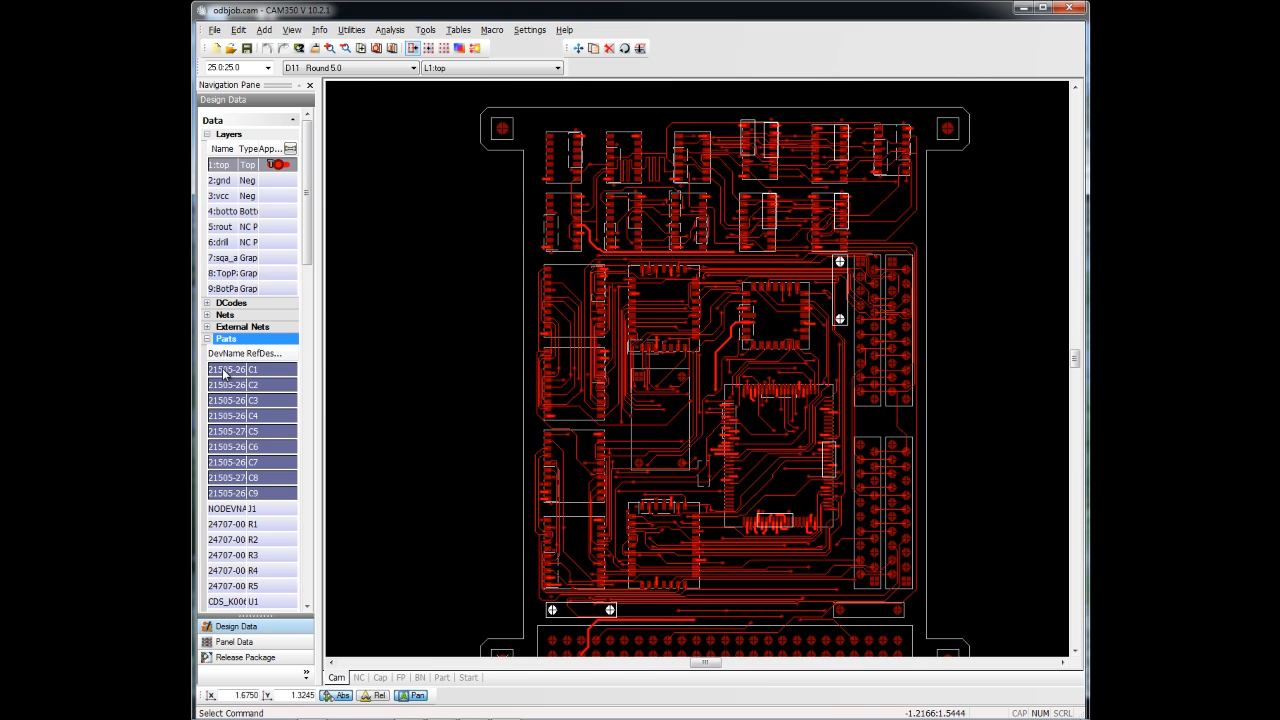 odbjob.cam - CAM350 V 10.2.1
File Edit Add View Info Utilities Analysis Tools Tables Macro Settings Help
25.0:25.0 D11 Round 5.0 L1:top
Navigation Pane
Design Data
Data
Layers
Name Type App...
1:top Top
2:gnd Neg
3:vcc Neg
4:botto Botto
5:rout NC P
6:drill NC P
7:sqa_a Grap
8:TopP Grap
9:BotPa Grap
DCodes
Nets
External Nets
Parts
DevName RefDes...
21505-26 C1
21505-26 C2
21505-26 C3
21505-26 C4
21505-27 C5
21505-26 C6
21505-26 C7
21505-27 C8
21505-26 C9
NODEVNA J1
24707-00 R1
24707-00 R2
24707-00 R3
24707-00 R4
24707-00 R5
CDS_K006 U1
Design Data
Panel Data
Release Package
Cam NC Cap FP BN Part Start
X 1.6750 Y 1.3245 Abs Rel Pan
Select Command -1.2166:1.5444 CAP NUM SCRL